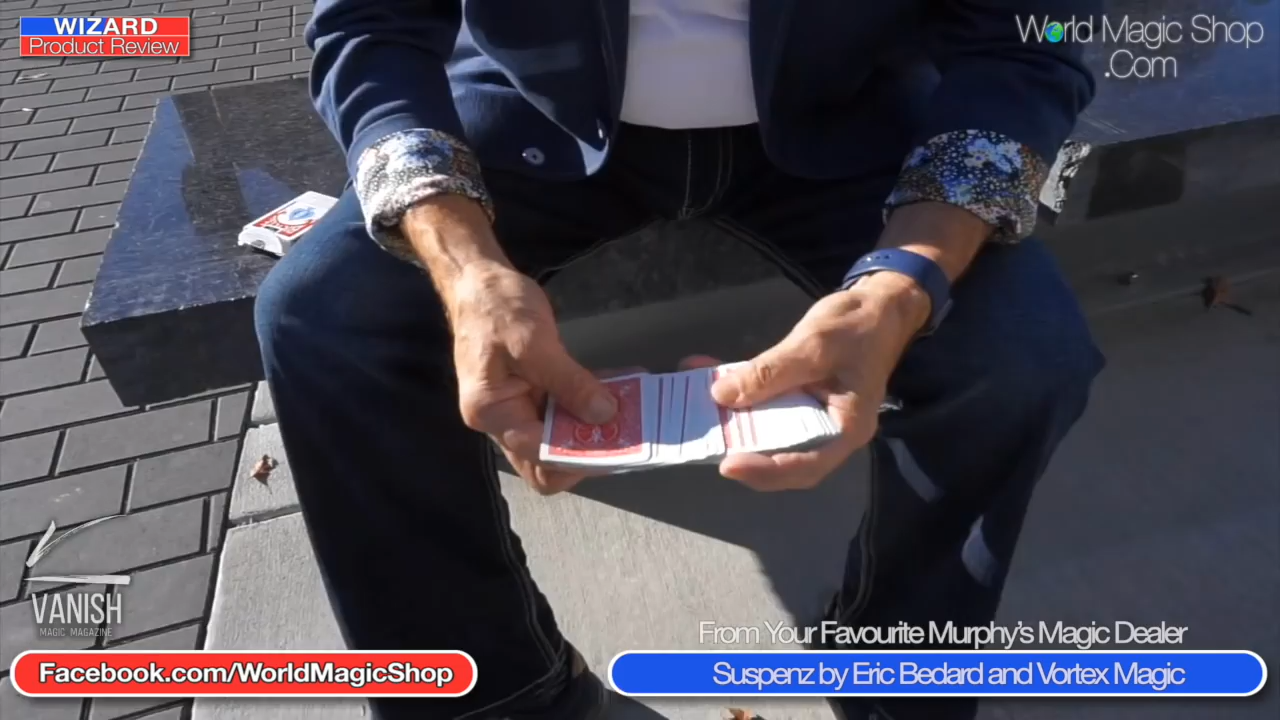 WIZARD
Product Review
World Magic Shop
.Com
VANISH
MAGIC MAGAZINE
From Your Favourite Murphy's Magic Dealer
Facebook.com/WorldMagicShop
Suspenz by Eric Bedard and Vortex Magic